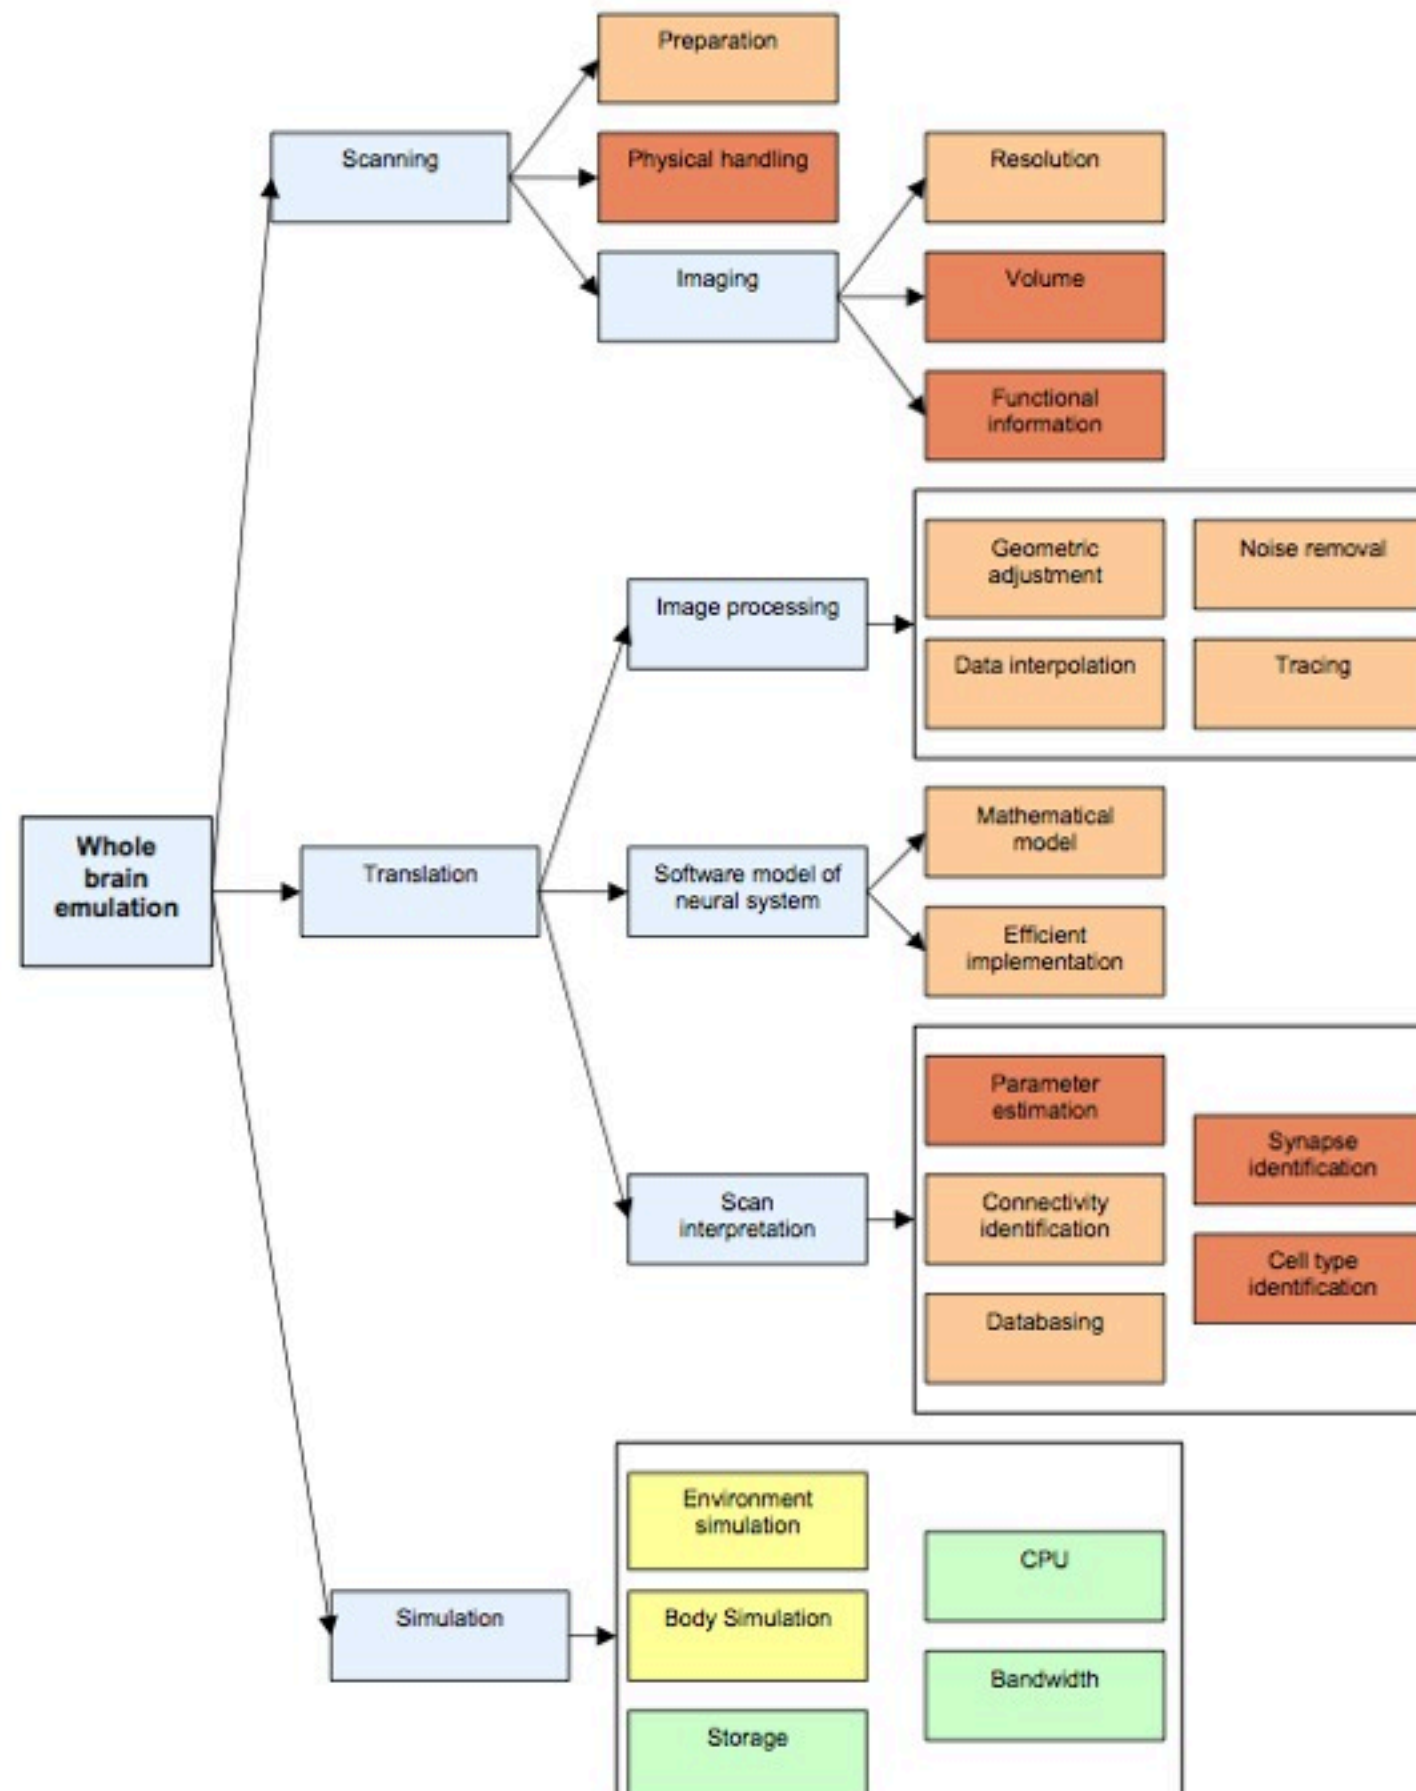 Preparation
Scanning
Physical handling
Resolution
Imaging
Volume
Functional
information
Geometric
adjustment
Noise removal
Image processing
Data interpolation
Tracing
Whole
brain
emulation
Translation
Software model of
neural system
Mathematical
model
Efficient
implementation
Parameter
estimation
Synapse
identification
Scan
interpretation
Connectivity
identification
Cell type
identification
Databasing
Environment
simulation
CPU
Simulation
Body Simulation
Bandwidth
Storage